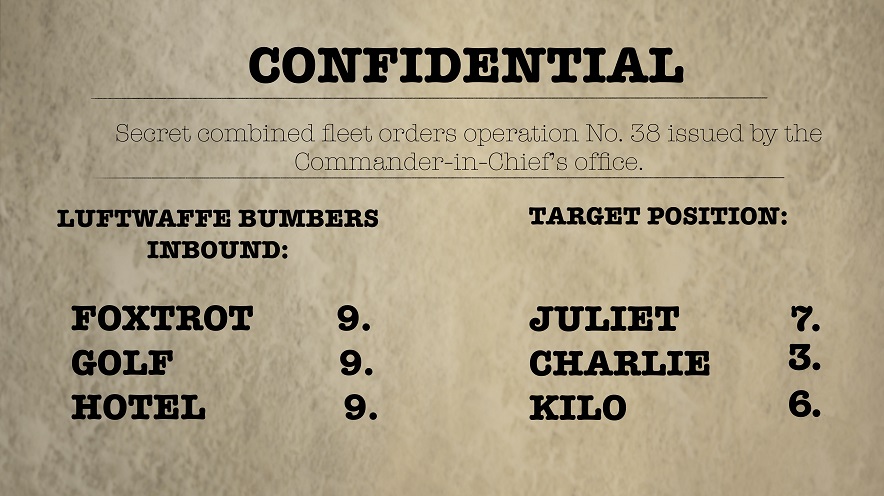 CONFIDENTIAL
Secret combined fleet orders operation No. 38 issued by the
Commander-in-Chief's office.
LUFTWAFFE BUMBERS
INBOUND:
FOXTROT 9.
GOLF 9.
HOTEL 9.
TARGET POSITION:
JULIET 7.
CHARLIE 3.
KILO 6.